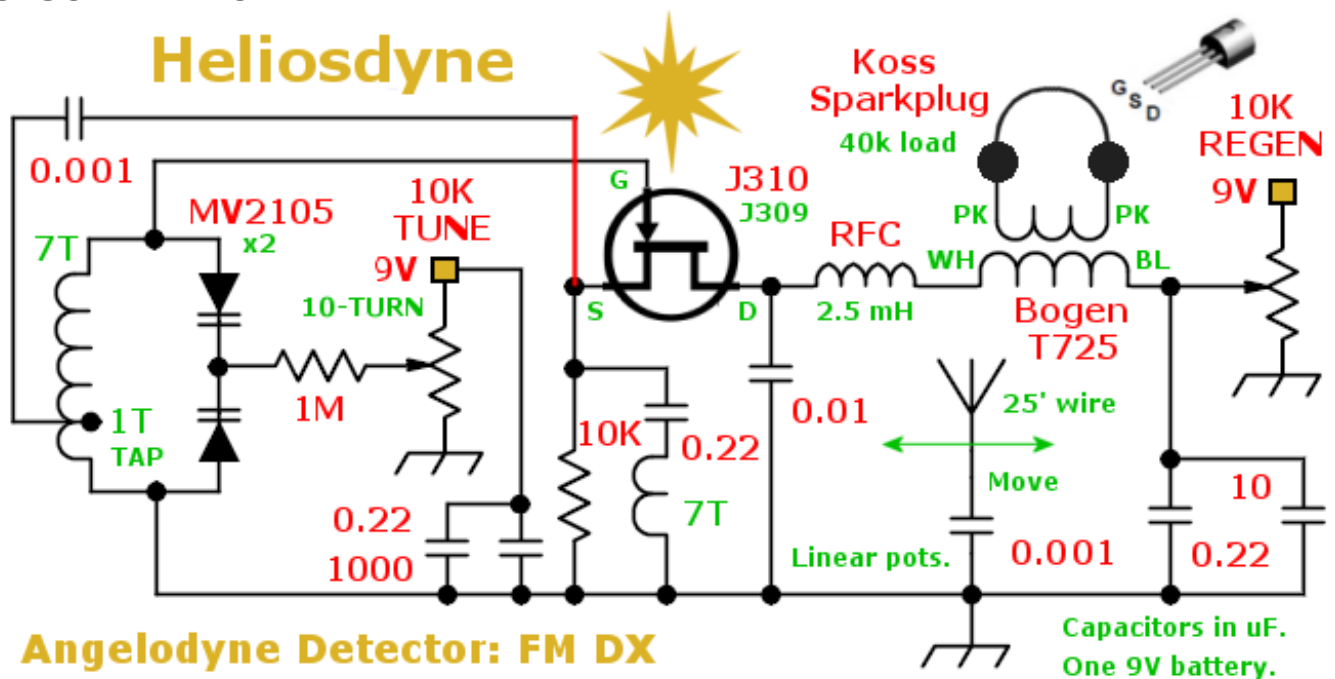 Heliosdyne
0.001
7T
MV2105
x2
10K
TUNE
9V
10-TURN
1M
1T
TAP
0.22
1000
G
S
D
J310
J309
10K
0.22
7T
0.01
RFC
2.5 mH
Koss
Sparkplug
40k load
PK
PK
WH
BL
Bogen
T725
G
S
D
10K
REGEN
9V
25' wire
Move
0.001
Linear pots.
10
0.22
Angelodyne Detector: FM DX
Capacitors in uF.
One 9V battery.